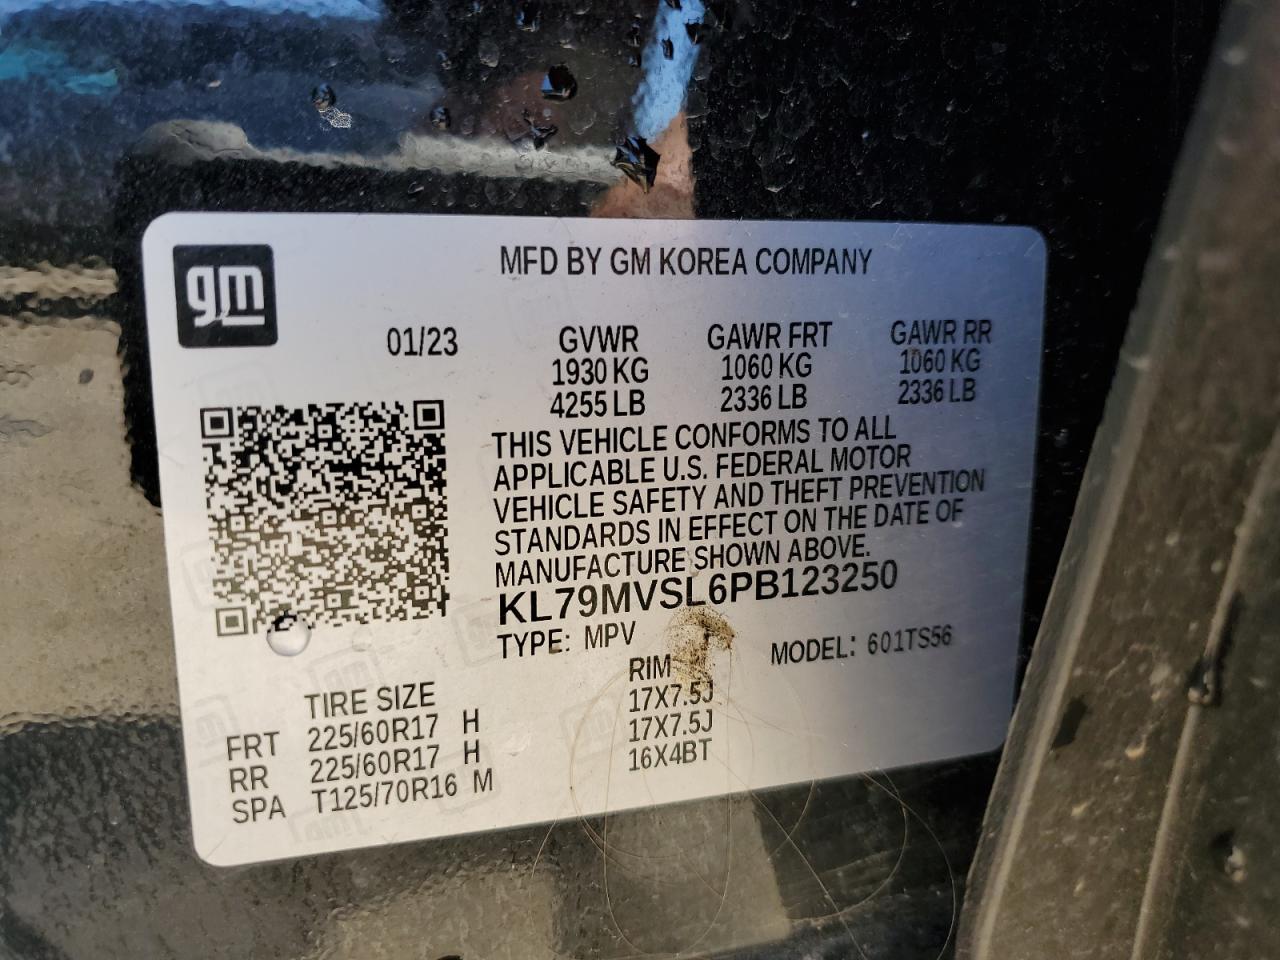 gm
MFD BY GM KOREA COMPANY
01/23
GVWR GAWR FRT GAWR RR
1930 KG 1060 KG 1060 KG
4255 LB 2336 LB 2336 LB
THIS VEHICLE CONFORMS TO ALL
APPLICABLE U.S. FEDERAL MOTOR
VEHICLE SAFETY AND THEFT PREVENTION
STANDARDS IN EFFECT ON THE DATE OF
MANUFACTURE SHOWN ABOVE.
KL79MVSL6PB123250
TYPE: MPV MODEL: 601TS56
TIRE SIZE RIM
FRT 225/60R17 H 17X7.5J
RR 225/60R17 H 17X7.5J
SPA T125/70R16 M 16X4BT